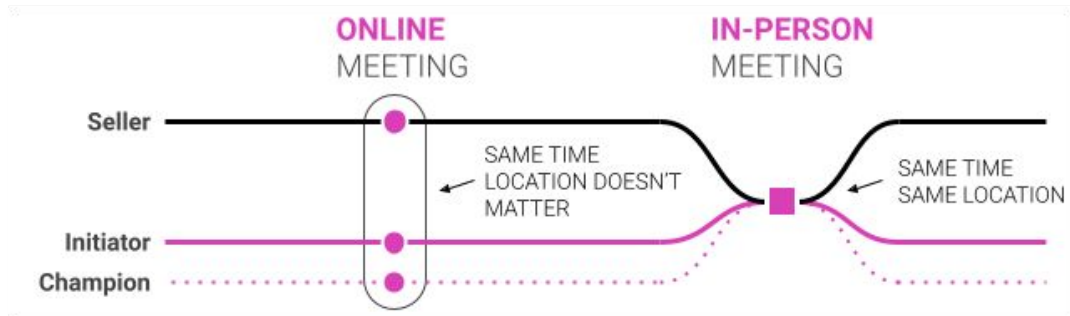 ONLINE
MEETING
IN-PERSON
MEETING
Seller
SAME TIME
LOCATION DOESN'T
MATTER
SAME TIME
SAME LOCATION
Initiator
Champion